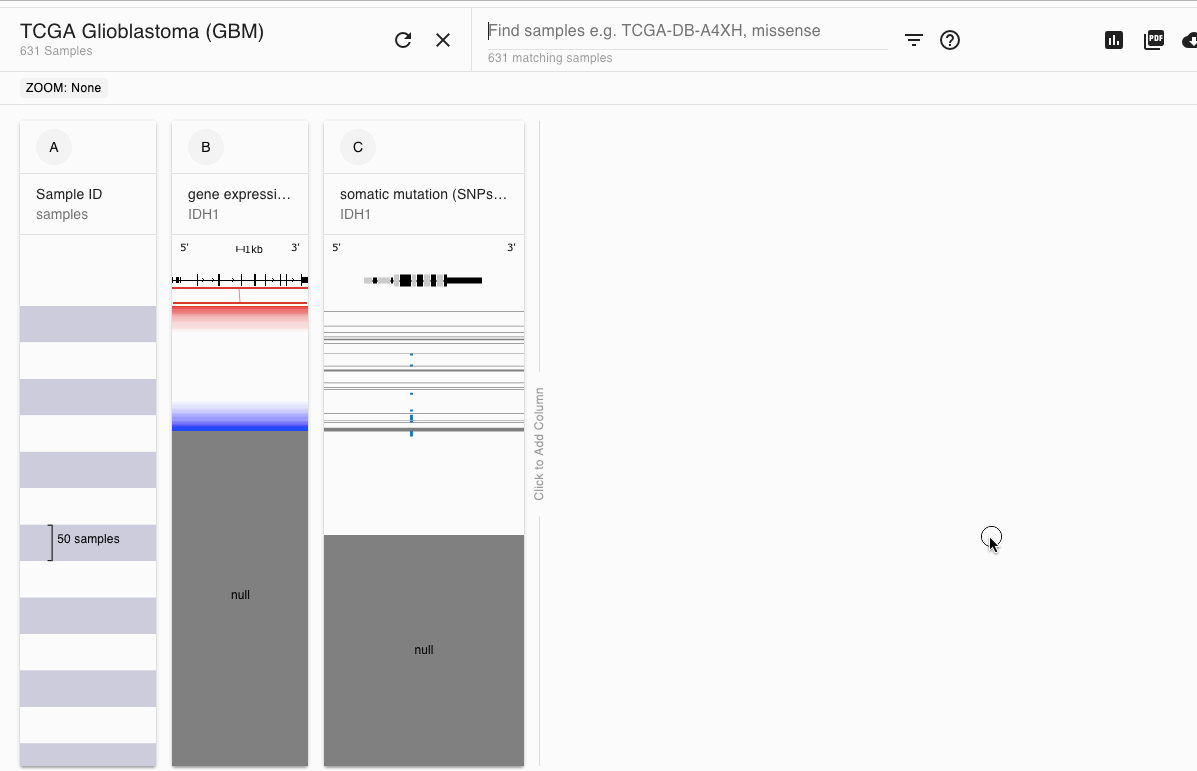 TCGA Glioblastoma (GBM)
631 Samples
Find samples e.g. TCGA-DB-A4XH, missense
631 matching samples
PDF
ZOOM: None
A
Sample ID
samples
50 samples
B
gene expressi...
IDH1
5' 1kb 3'
null
C
somatic mutation (SNPs...
IDH1
5' 3'
null
Click to Add Column